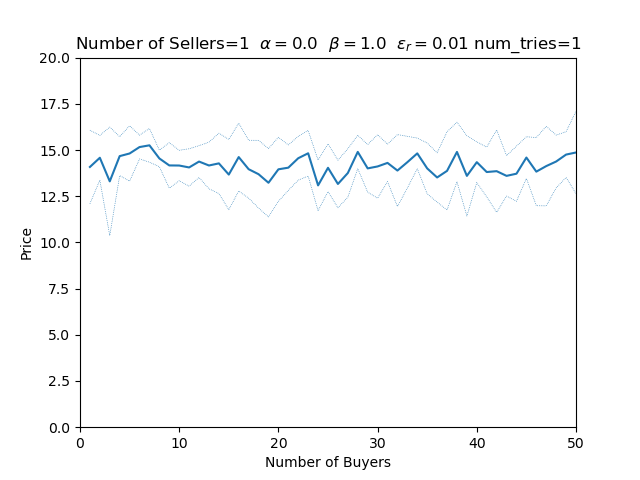 Number of Sellers=1 α = 0.0 β = 1.0 ε_r = 0.01 num_tries=1
20.0
17.5
15.0
12.5
10.0
7.5
5.0
2.5
0.0
Price
0 10 20 30 40 50
Number of Buyers